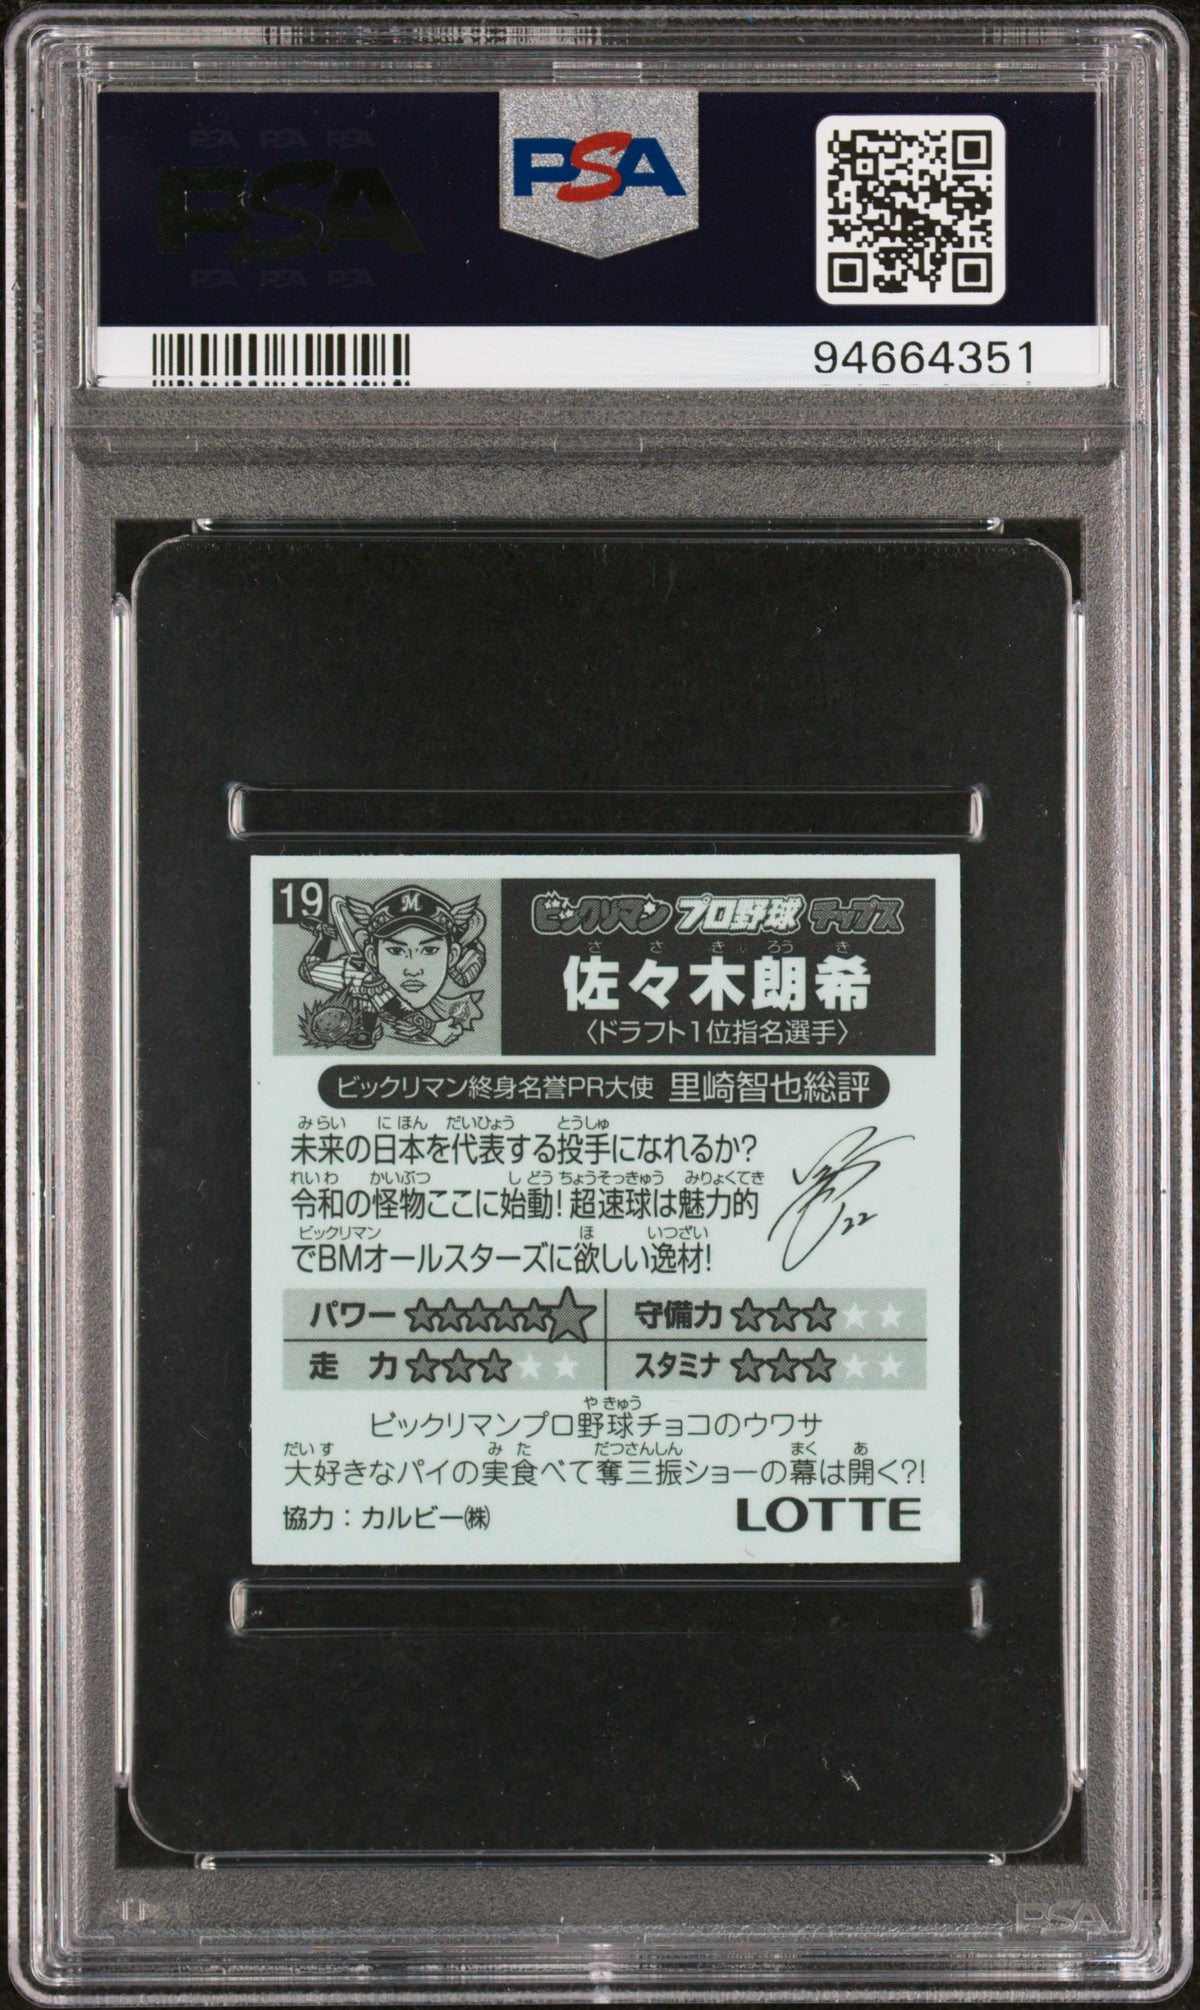 PSA PSA PSA
PSA
PSA PSA PSA
PSA
94664351
19
M
ビックリマン プロ野球 チップス
さ さ き ろう き
佐々木朗希
〈ドラフト1位指名選手〉
ビックリマン終身名誉PR大使 里崎智也総評
みらい にほん だいひょう とうしゅ
未来の日本を代表する投手になれるか?
れいわ かいぶつ しどう ちょうそっきゅう みりょくてき
令和の怪物ここに始動!超速球は魅力的
ビックリマン ほ いつざい
でBMオールスターズに欲しい逸材!
22
パワー ★★★★★★ 守備力 ★★★★★
走力 ★★★★★ スタミナ ★★★★★
や きゅう
ビックリマンプロ野球チョコのウワサ
だいす み た だつさんしん まく あ
大好きなパイの実食べて奪三振ショーの幕は開く?!
協力:カルビー㈱
LOTTE
PSA